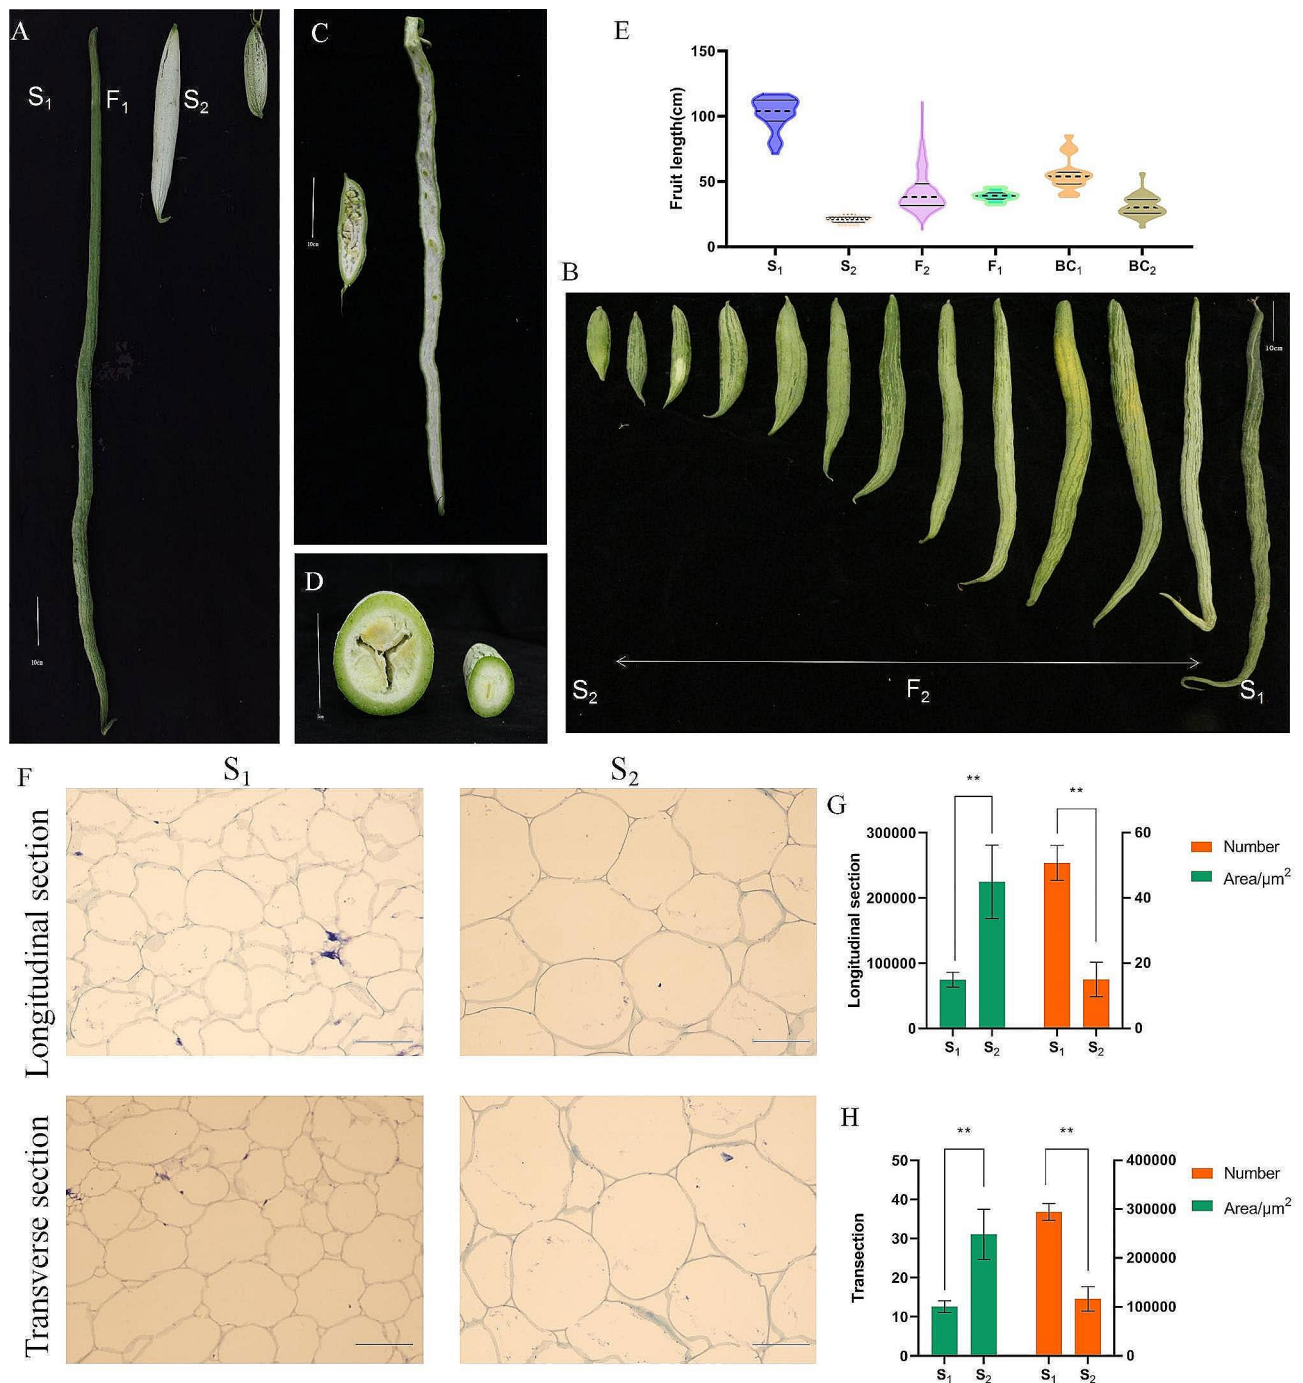 A
S1
F1
S2
10cm
C
10cm
D
E
Fruit length(cm)
150
100
50
0
S1
S2
F2
F1
BC1
BC2
B
10cm
S2
F2
S1
F
S1
S2
Longitudinal section
Transverse section
G
**
**
Longitudinal section
300000
200000
100000
0
60
40
20
0
S1
S2
S1
S2
Number
Area/μm2
H
**
**
Transection
50
40
30
20
10
0
400000
300000
200000
100000
0
S1
S2
S1
S2
Number
Area/μm2